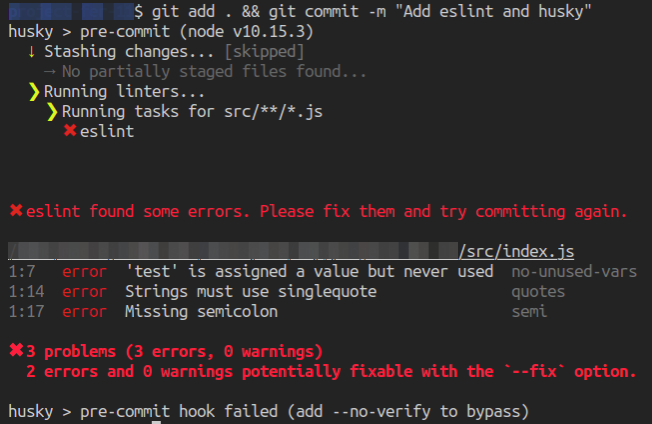 $ git add . && git commit -m "Add eslint and husky"
husky > pre-commit (node v10.15.3)
↓ Stashing changes... [skipped]
→ No partially staged files found...
❯ Running linters...
❯ Running tasks for src/**/*.js
✖ eslint
✖ eslint found some errors. Please fix them and try committing again.
/src/index.js
1:7 error 'test' is assigned a value but never used no-unused-vars
1:14 error Strings must use singlequote quotes
1:17 error Missing semicolon semi
✖ 3 problems (3 errors, 0 warnings)
2 errors and 0 warnings potentially fixable with the `--fix` option.
husky > pre-commit hook failed (add --no-verify to bypass)